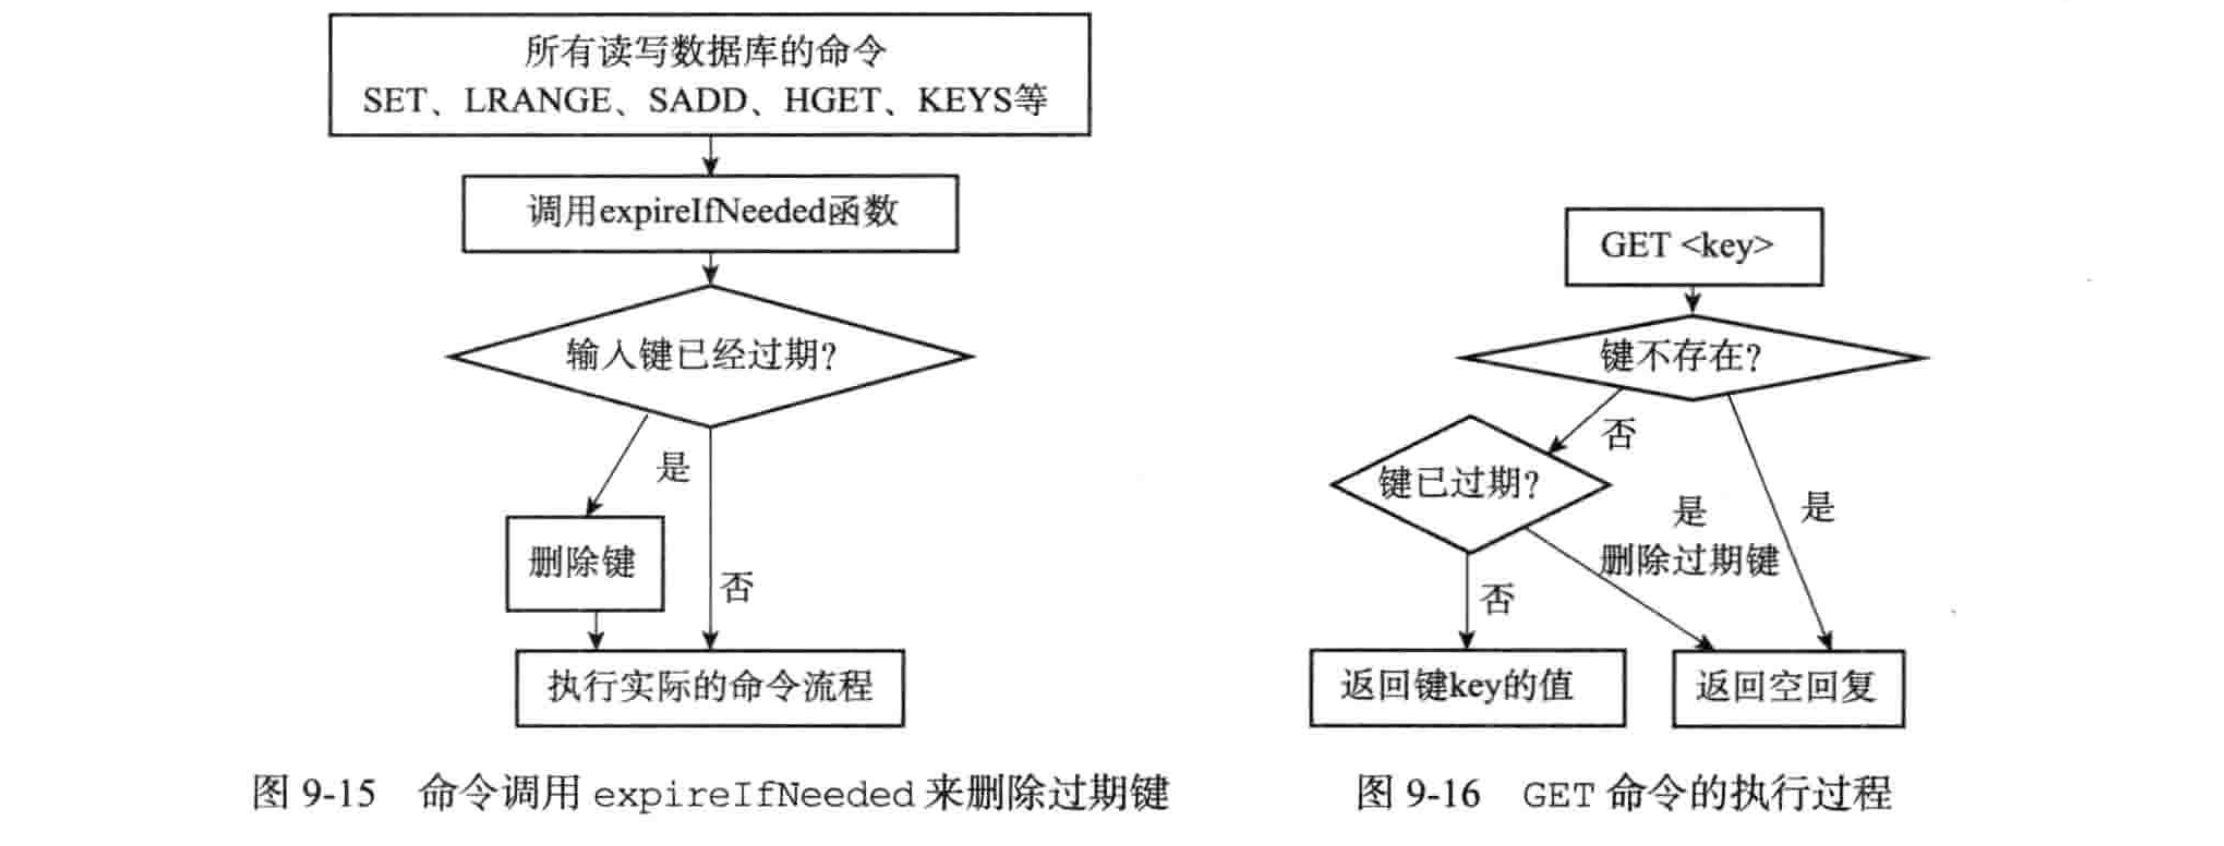 所有读写数据库的命令
SET、LRANGE、SADD、HGET、KEYS等
调用expireIfNeeded函数
输入键已经过期?
是
删除键
否
执行实际的命令流程
图 9-15 命令调用 expireIfNeeded 来删除过期键
GET <key>
键不存在?
否
键已过期?
是
删除过期键
是
否
返回键key的值
返回空回复
图 9-16 GET 命令的执行过程